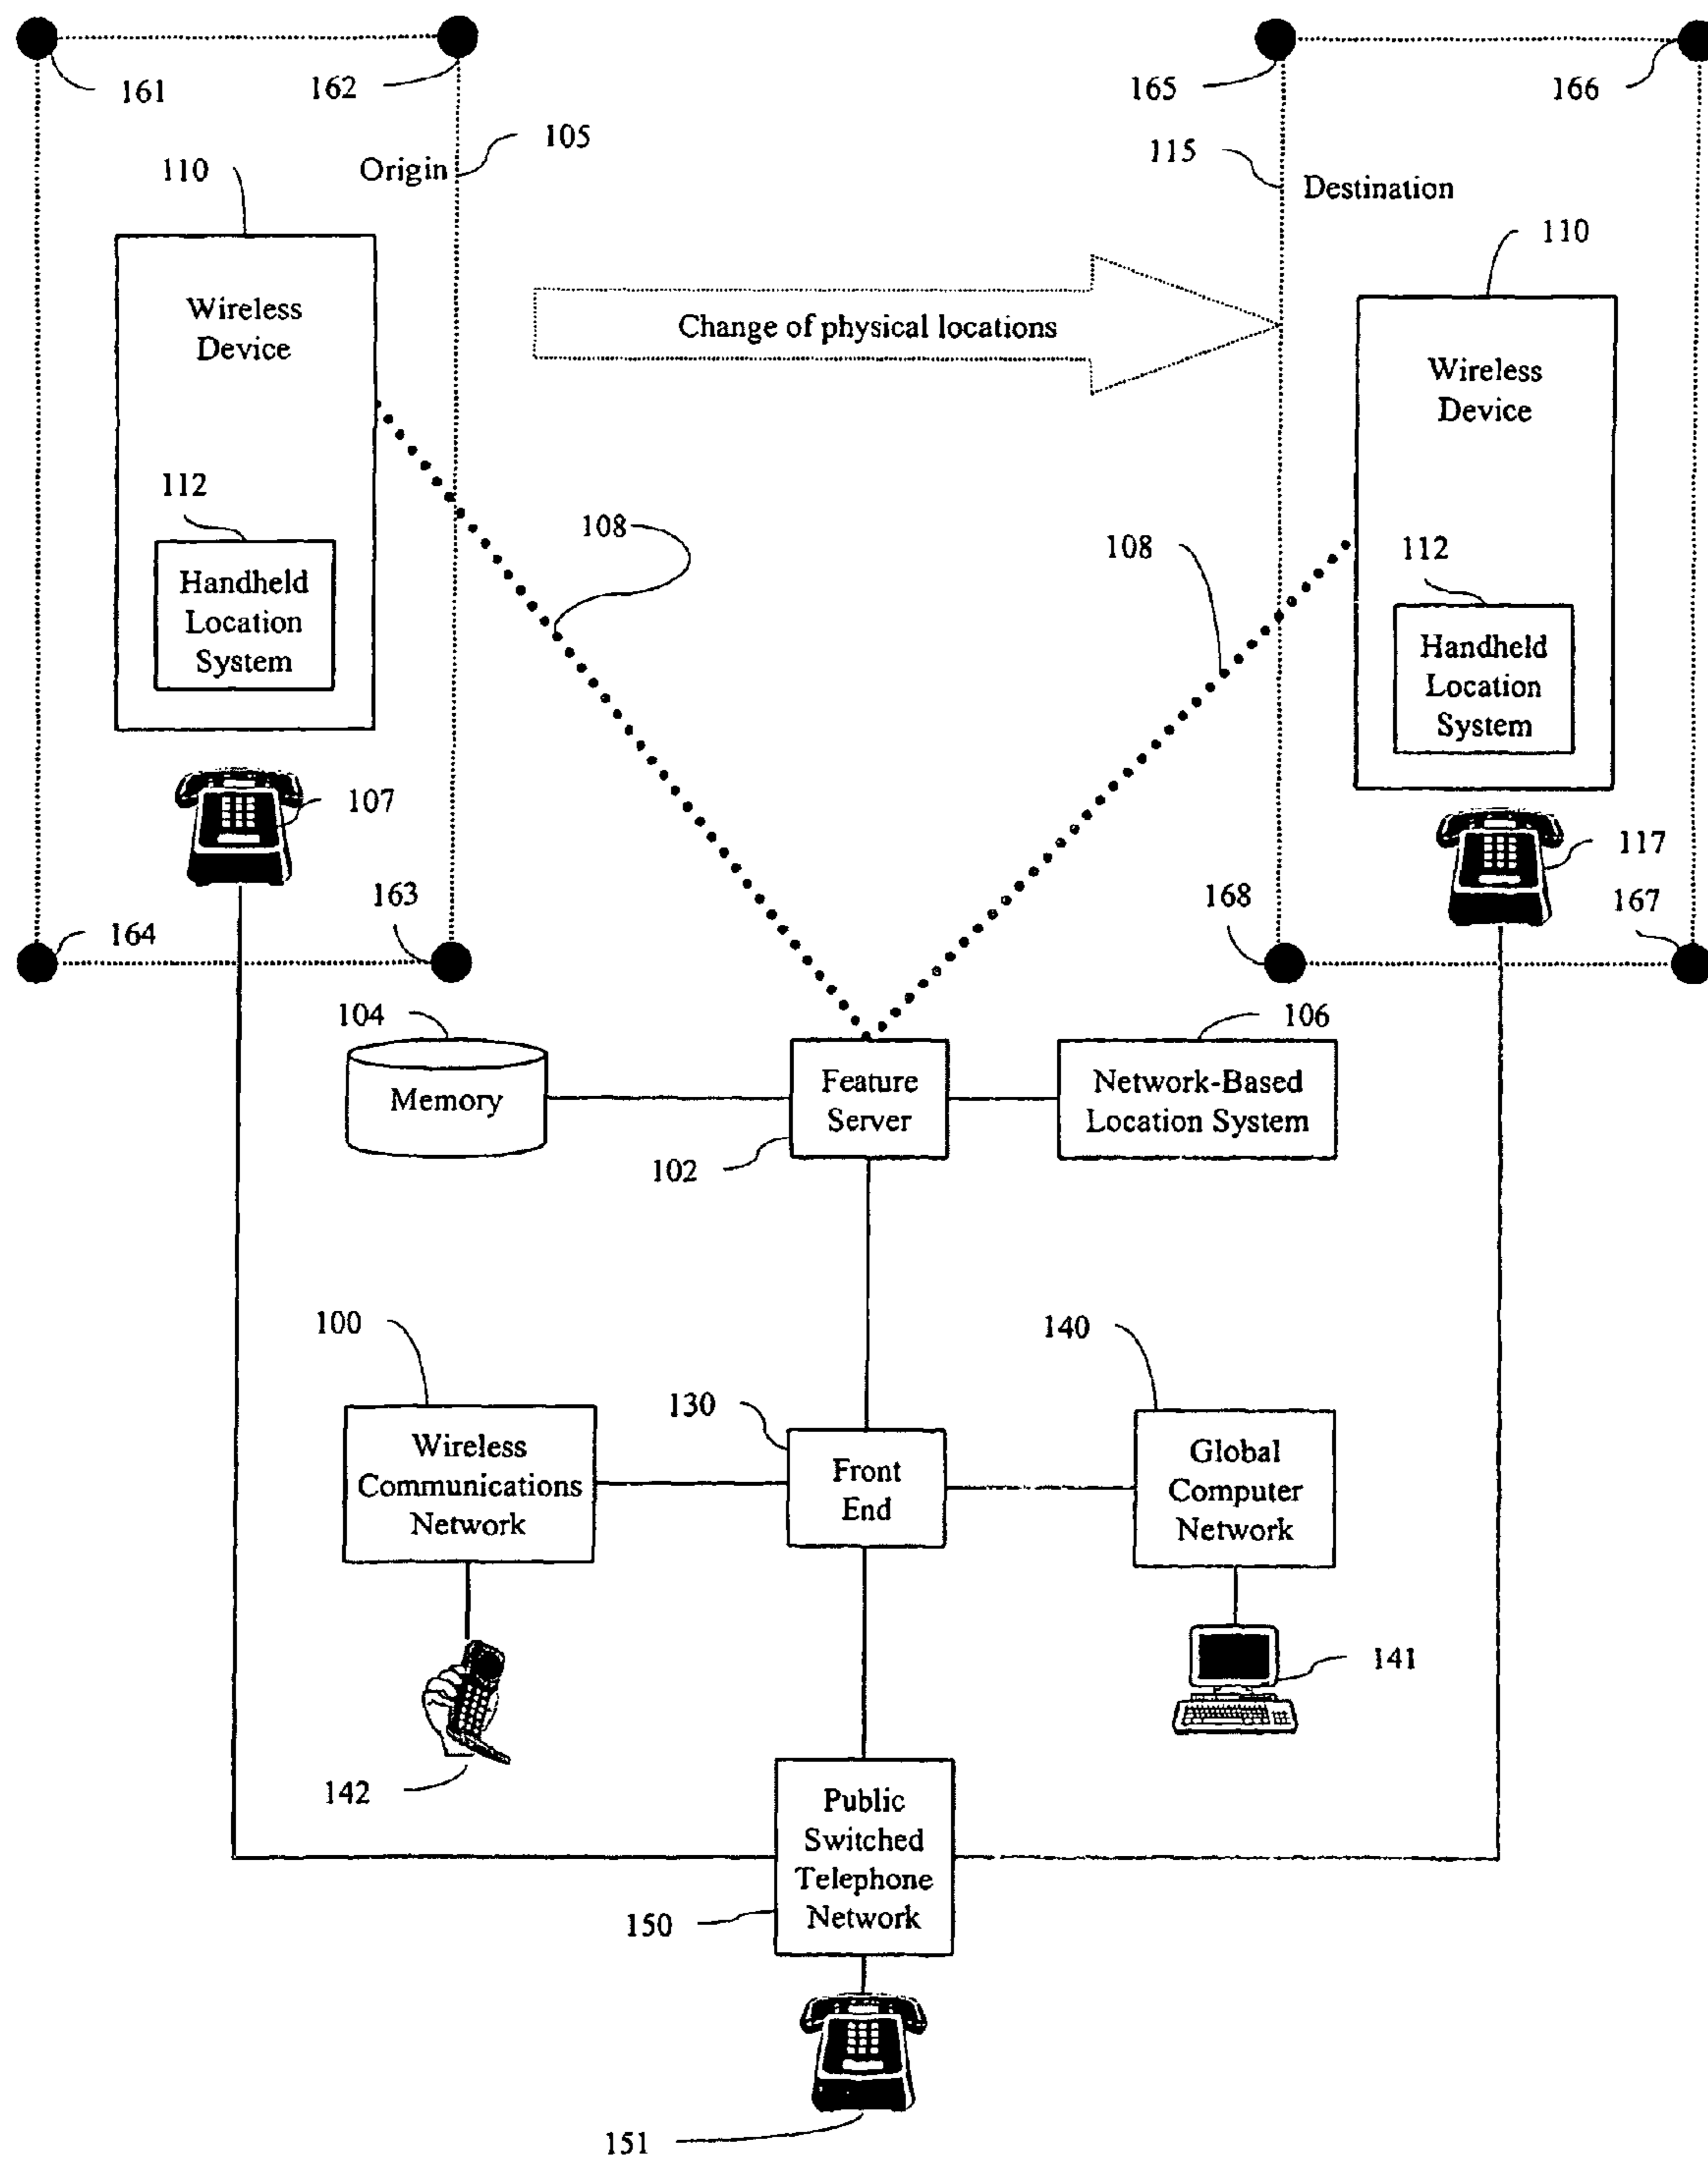 161
162
165
166
105
115
110
Origin
Destination
110
Wireless
Device
Change of physical locations
Wireless
Device
112
Handheld
Location
System
108
108
112
Handheld
Location
System
107
117
164
163
168
167
104
106
Memory
Feature
Server
Network-Based
Location System
102
100
140
130
Wireless
Communications
Network
Front
End
Global
Computer
Network
141
142
Public
Switched
Telephone
Network
150
151